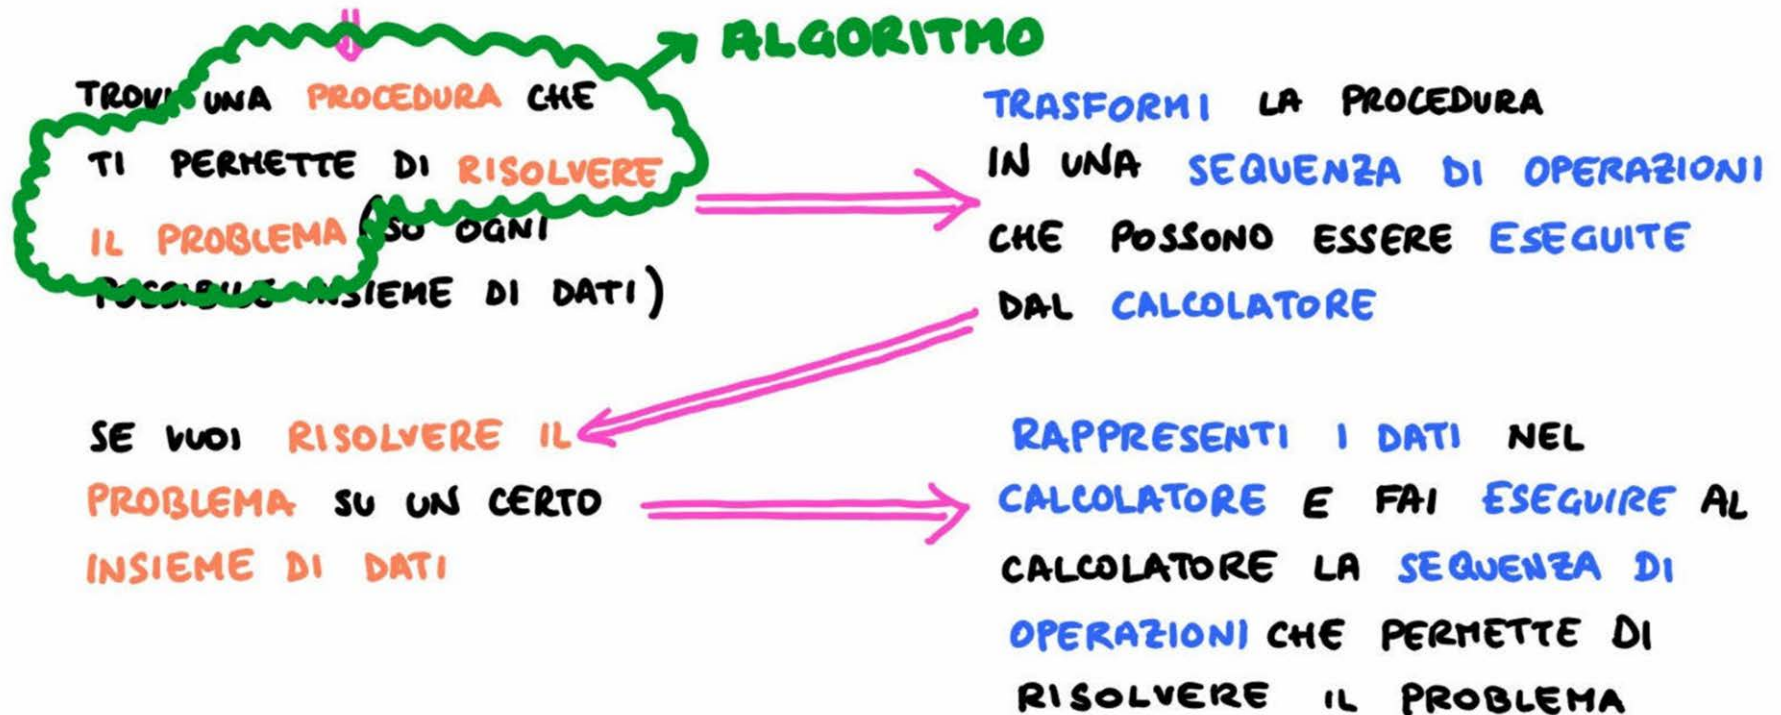 ALGORITMO
TROVI UNA PROCEDURA CHE
TI PERMETTE DI RISOLVERE
IL PROBLEMA (SU OGNI
POSSIBILE INSIEME DI DATI)
TRASFORMI LA PROCEDURA
IN UNA SEQUENZA DI OPERAZIONI
CHE POSSONO ESSERE ESEGUITE
DAL CALCOLATORE
SE VUOI RISOLVERE IL
PROBLEMA SU UN CERTO
INSIEME DI DATI
RAPPRESENTI I DATI NEL
CALCOLATORE E FAI ESEGUIRE AL
CALCOLATORE LA SEQUENZA DI
OPERAZIONI CHE PERMETTE DI
RISOLVERE IL PROBLEMA